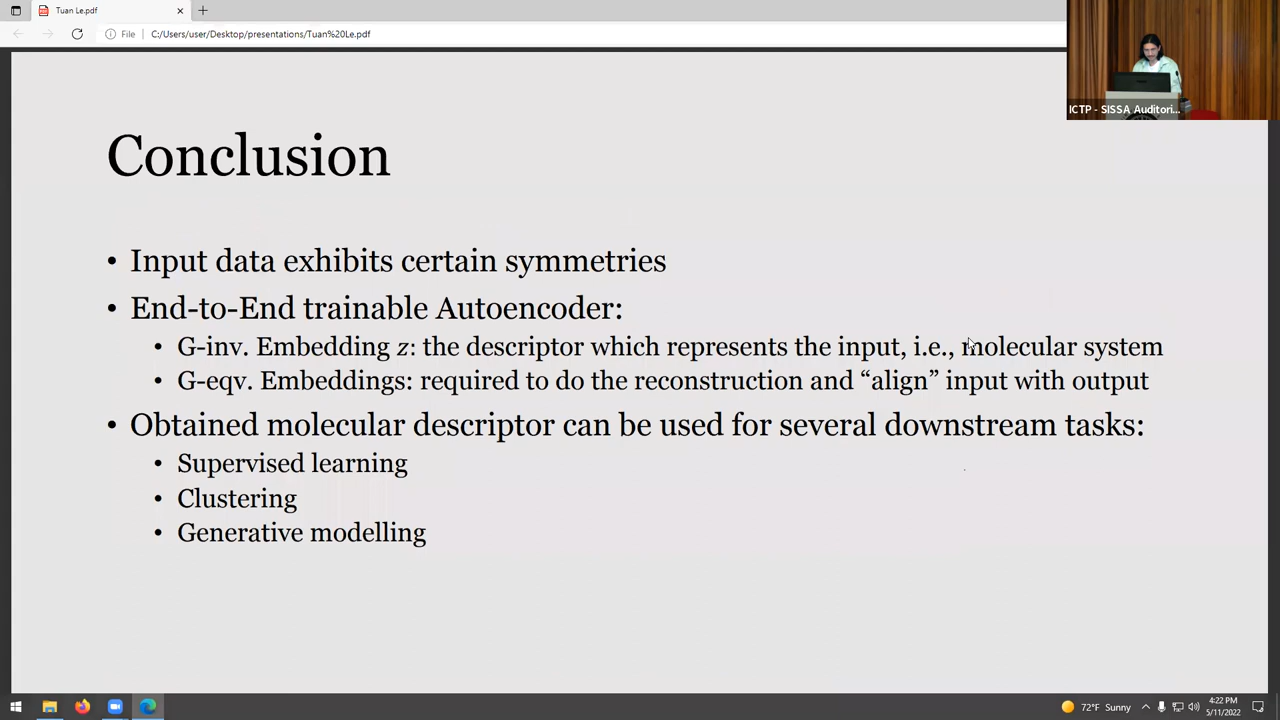 Tuan Le.pdf
File
C:/Users/user/Desktop/presentations/Tuan%20Le.pdf
ICTP - SISSA_Auditori...
Conclusion
• Input data exhibits certain symmetries
• End-to-End trainable Autoencoder:
• G-inv. Embedding z: the descriptor which represents the input, i.e., molecular system
• G-eqv. Embeddings: required to do the reconstruction and “align” input with output
• Obtained molecular descriptor can be used for several downstream tasks:
• Supervised learning
• Clustering
• Generative modelling
72°F Sunny
4:22 PM
5/11/2022